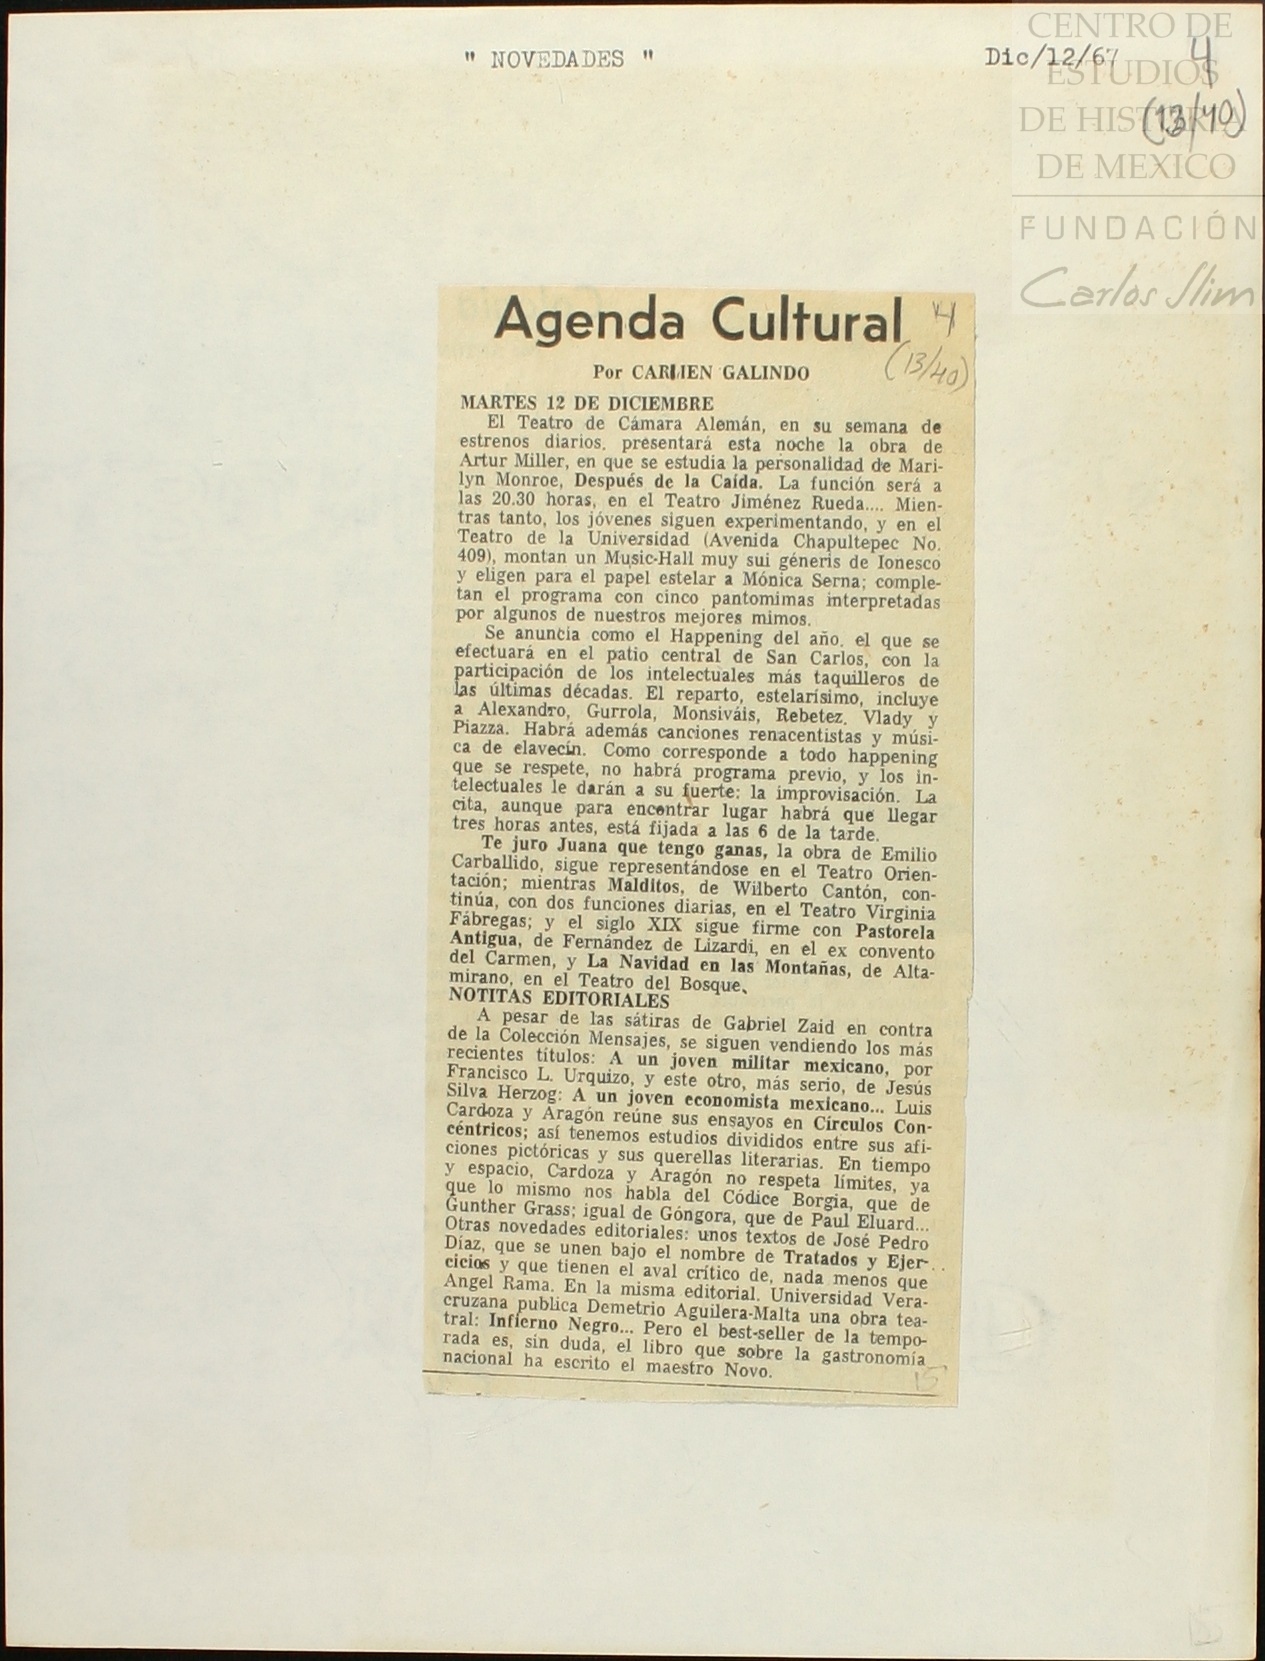 " NOVEDADES "
Dic/12/67
4
(13/40)
CENTRO DE
ESTUDIOS
DE HISTORIA
DE MEXICO
FUNDACIÓN
Carlos Slim
Agenda Cultural
4
(13/40)
Por CARMEN GALINDO
MARTES 12 DE DICIEMBRE
El Teatro de Cámara Alemán, en su semana de
estrenos diarios, presentará esta noche la obra de
Artur Miller, en que se estudia la personalidad de Mari-
lyn Monroe, Después de la Caída. La función será a
las 20.30 horas, en el Teatro Jiménez Rueda.... Mien-
tras tanto, los jóvenes siguen experimentando, y en el
Teatro de la Universidad (Avenida Chapultepec No.
409), montan un Music-Hall muy sui géneris de Ionesco
y eligen para el papel estelar a Mónica Serna; comple-
tan el programa con cinco pantomimas interpretadas
por algunos de nuestros mejores mimos.
Se anuncia como el Happening del año, el que se
efectuará en el patio central de San Carlos, con la
participación de los intelectuales más taquilleros de
las últimas décadas. El reparto, estelarísimo, incluye
a Alexandro, Gurrola, Monsiváis, Rebetez, Vlady y
Piazza. Habrá además canciones renacentistas y músi-
ca de elavecín. Como corresponde a todo happening
que se respete, no habrá programa previo, y los in-
telectuales le darán a su fuerte: la improvisación. La
cita, aunque para encontrar lugar habrá que llegar
tres horas antes, está fijada a las 6 de la tarde.
Te juro Juana que tengo ganas, la obra de Emilio
Carballido, sigue representándose en el Teatro Orien-
tación; mientras Malditos, de Wilberto Cantón, con-
tinúa, con dos funciones diarias, en el Teatro Virginia
Fábregas; y el siglo XIX sigue firme con Pastorela
Antigua, de Fernández de Lizardi, en el ex convento
del Carmen, y La Navidad en las Montañas, de Alta-
mirano, en el Teatro del Bosque.
NOTITAS EDITORIALES
A pesar de las sátiras de Gabriel Zaid en contra
de la Colección Mensajes, se siguen vendiendo los más
recientes títulos: A un joven militar mexicano, por
Francisco L. Urquizo, y este otro, más serio, de Jesús
Silva Herzog: A un joven economista mexicano... Luis
Cardoza y Aragón reúne sus ensayos en Círculos Con-
céntricos; así tenemos estudios divididos entre sus afi-
ciones pictóricas y sus querellas literarias. En tiempo
y espacio, Cardoza y Aragón no respeta límites, ya
que lo mismo nos habla del Códice Borgia, que de
Gunther Grass; igual de Góngora, que de Paul Eluard...
Otras novedades editoriales: unos textos de José Pedro
Díaz, que se unen bajo el nombre de Tratados y Ejer-
cicios y que tienen el aval crítico de, nada menos que
Angel Rama. En la misma editorial. Universidad Vera-
cruzana publica Demetrio Aguilera-Malta una obra tea-
tral: Infierno Negro... Pero el best-seller de la tempo-
rada es, sin duda, el libro que sobre la gastronomía
nacional ha escrito el maestro Novo.
15